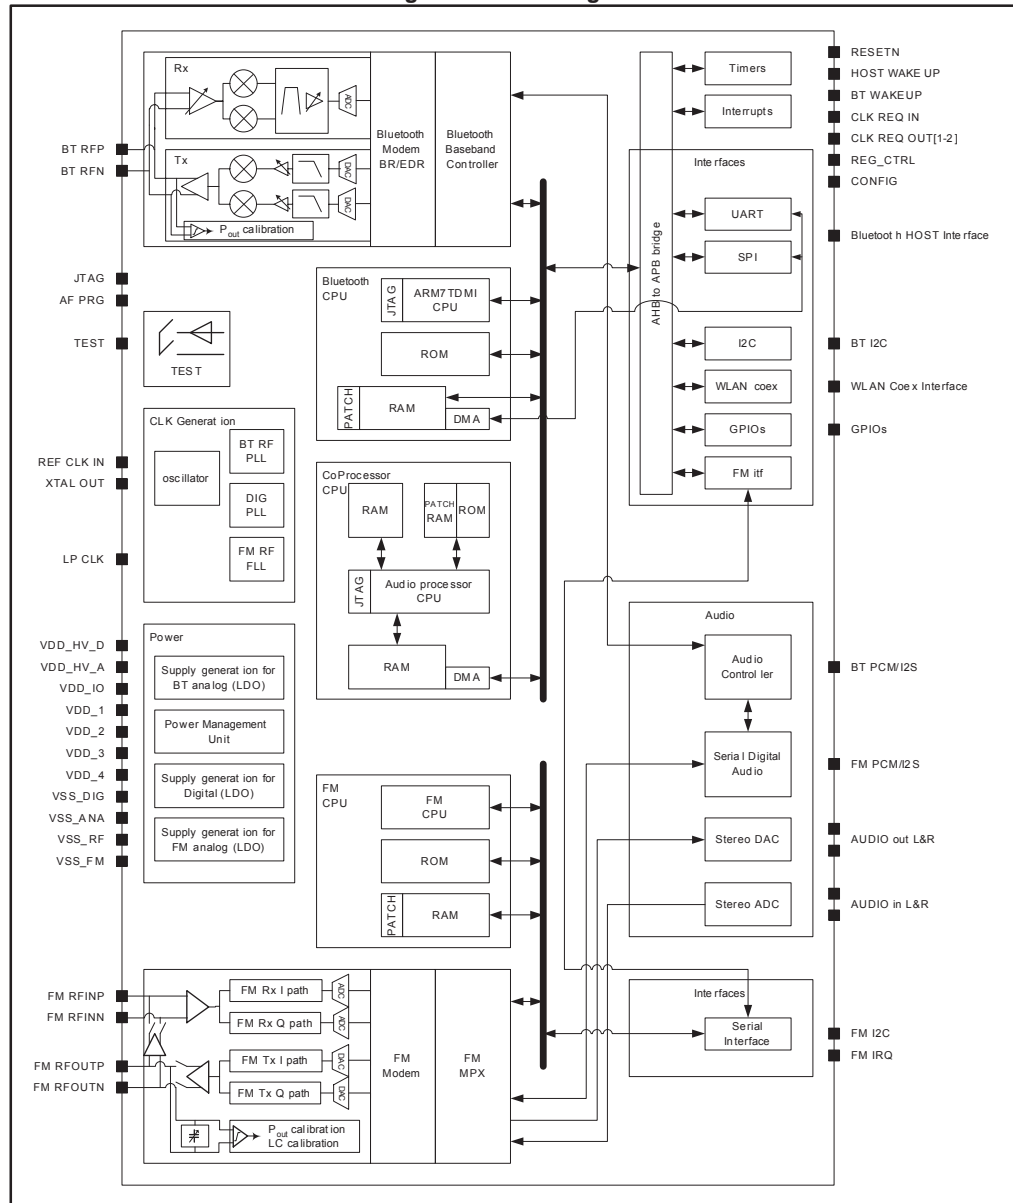 Rx
ADC
Tx
DAC
DAC
Pout calibration
Bluetooth
Modem
BR/EDR
Bluetooth
Baseband
Controller
BT RFP
BT RFN
JTAG
AF PRG
TEST
REF CLK IN
XTAL OUT
LP CLK
VDD_HV_D
VDD_HV_A
VDD_IO
VDD_1
VDD_2
VDD_3
VDD_4
VSS_DIG
VSS_ANA
VSS_RF
VSS_FM
FM RFINP
FM RFINN
FM RFOUTP
FM RFOUTN
TEST
CLK Generation
oscillator
BT RF
PLL
DIG
PLL
FM RF
FLL
Power
Supply generation for
BT analog (LDO)
Power Management
Unit
Supply generation for
Digital (LDO)
Supply generation for
FM analog (LDO)
Bluetooth
CPU
JTAG
ARM7TDMI
CPU
ROM
PATCH
RAM
DMA
CoProcessor
CPU
RAM
PATCH
RAM
ROM
JTAG
Audio processor
CPU
RAM
DMA
FM
CPU
FM
CPU
ROM
PATCH
RAM
FM Rx I path
ADC
FM Rx Q path
ADC
FM Tx I path
DAC
FM Tx Q path
DAC
Pout calibration
LC calibration
FM
Modem
FM
MPX
AHB to APB bridge
Timers
Interrupts
Interfaces
UART
SPI
I2C
WLAN coex
GPIOs
FM itf
Audio
Audio
Controller
Serial Digital
Audio
Stereo DAC
Stereo ADC
Interfaces
Serial
Interface
RESETN
HOST WAKE UP
BT WAKEUP
CLK REQ IN
CLK REQ OUT[1-2]
REG_CTRL
CONFIG
Bluetooth HOST Interface
BT I2C
WLAN Coex Interface
GPIOs
BT PCM/I2S
FM PCM/I2S
AUDIO out L&R
AUDIO in L&R
FM I2C
FM IRQ